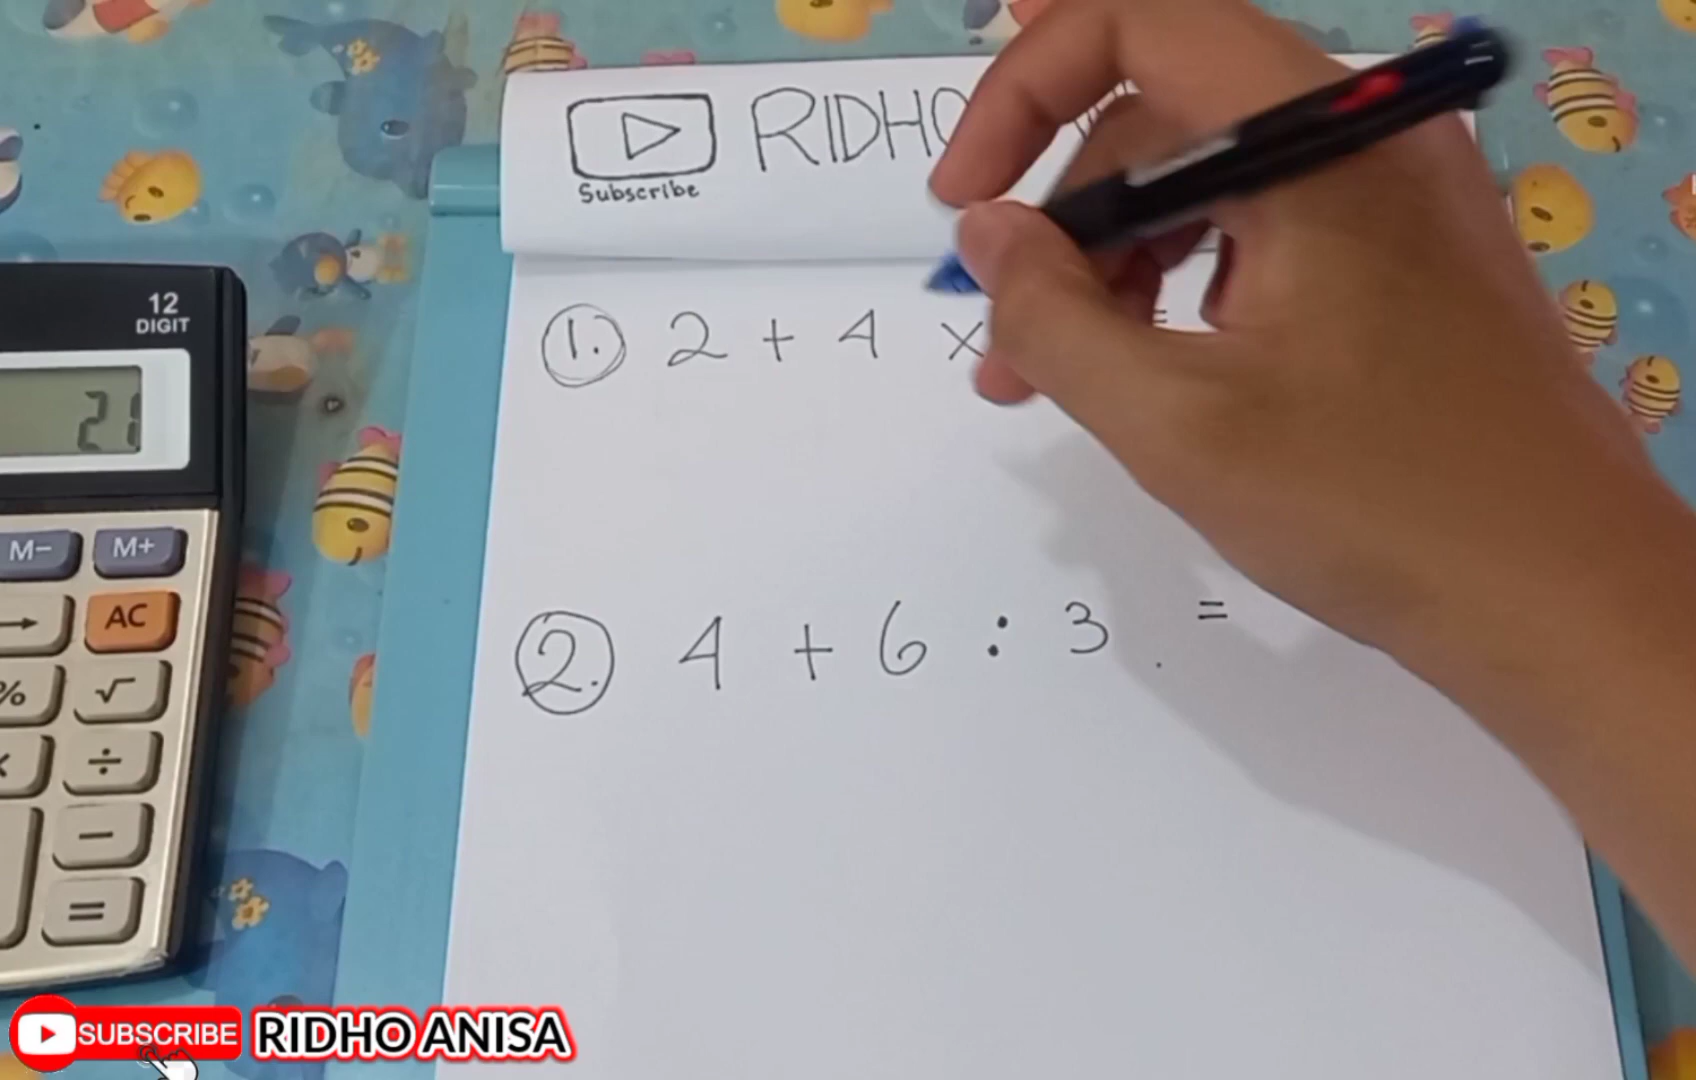 RIDHO
Subscribe
12
DIGIT
21
1. 2 + 4 ×
=
M- M+
→ AC
% √
÷
2. 4 + 6 : 3 =
-
=
SUBSCRIBE RIDHO ANISA